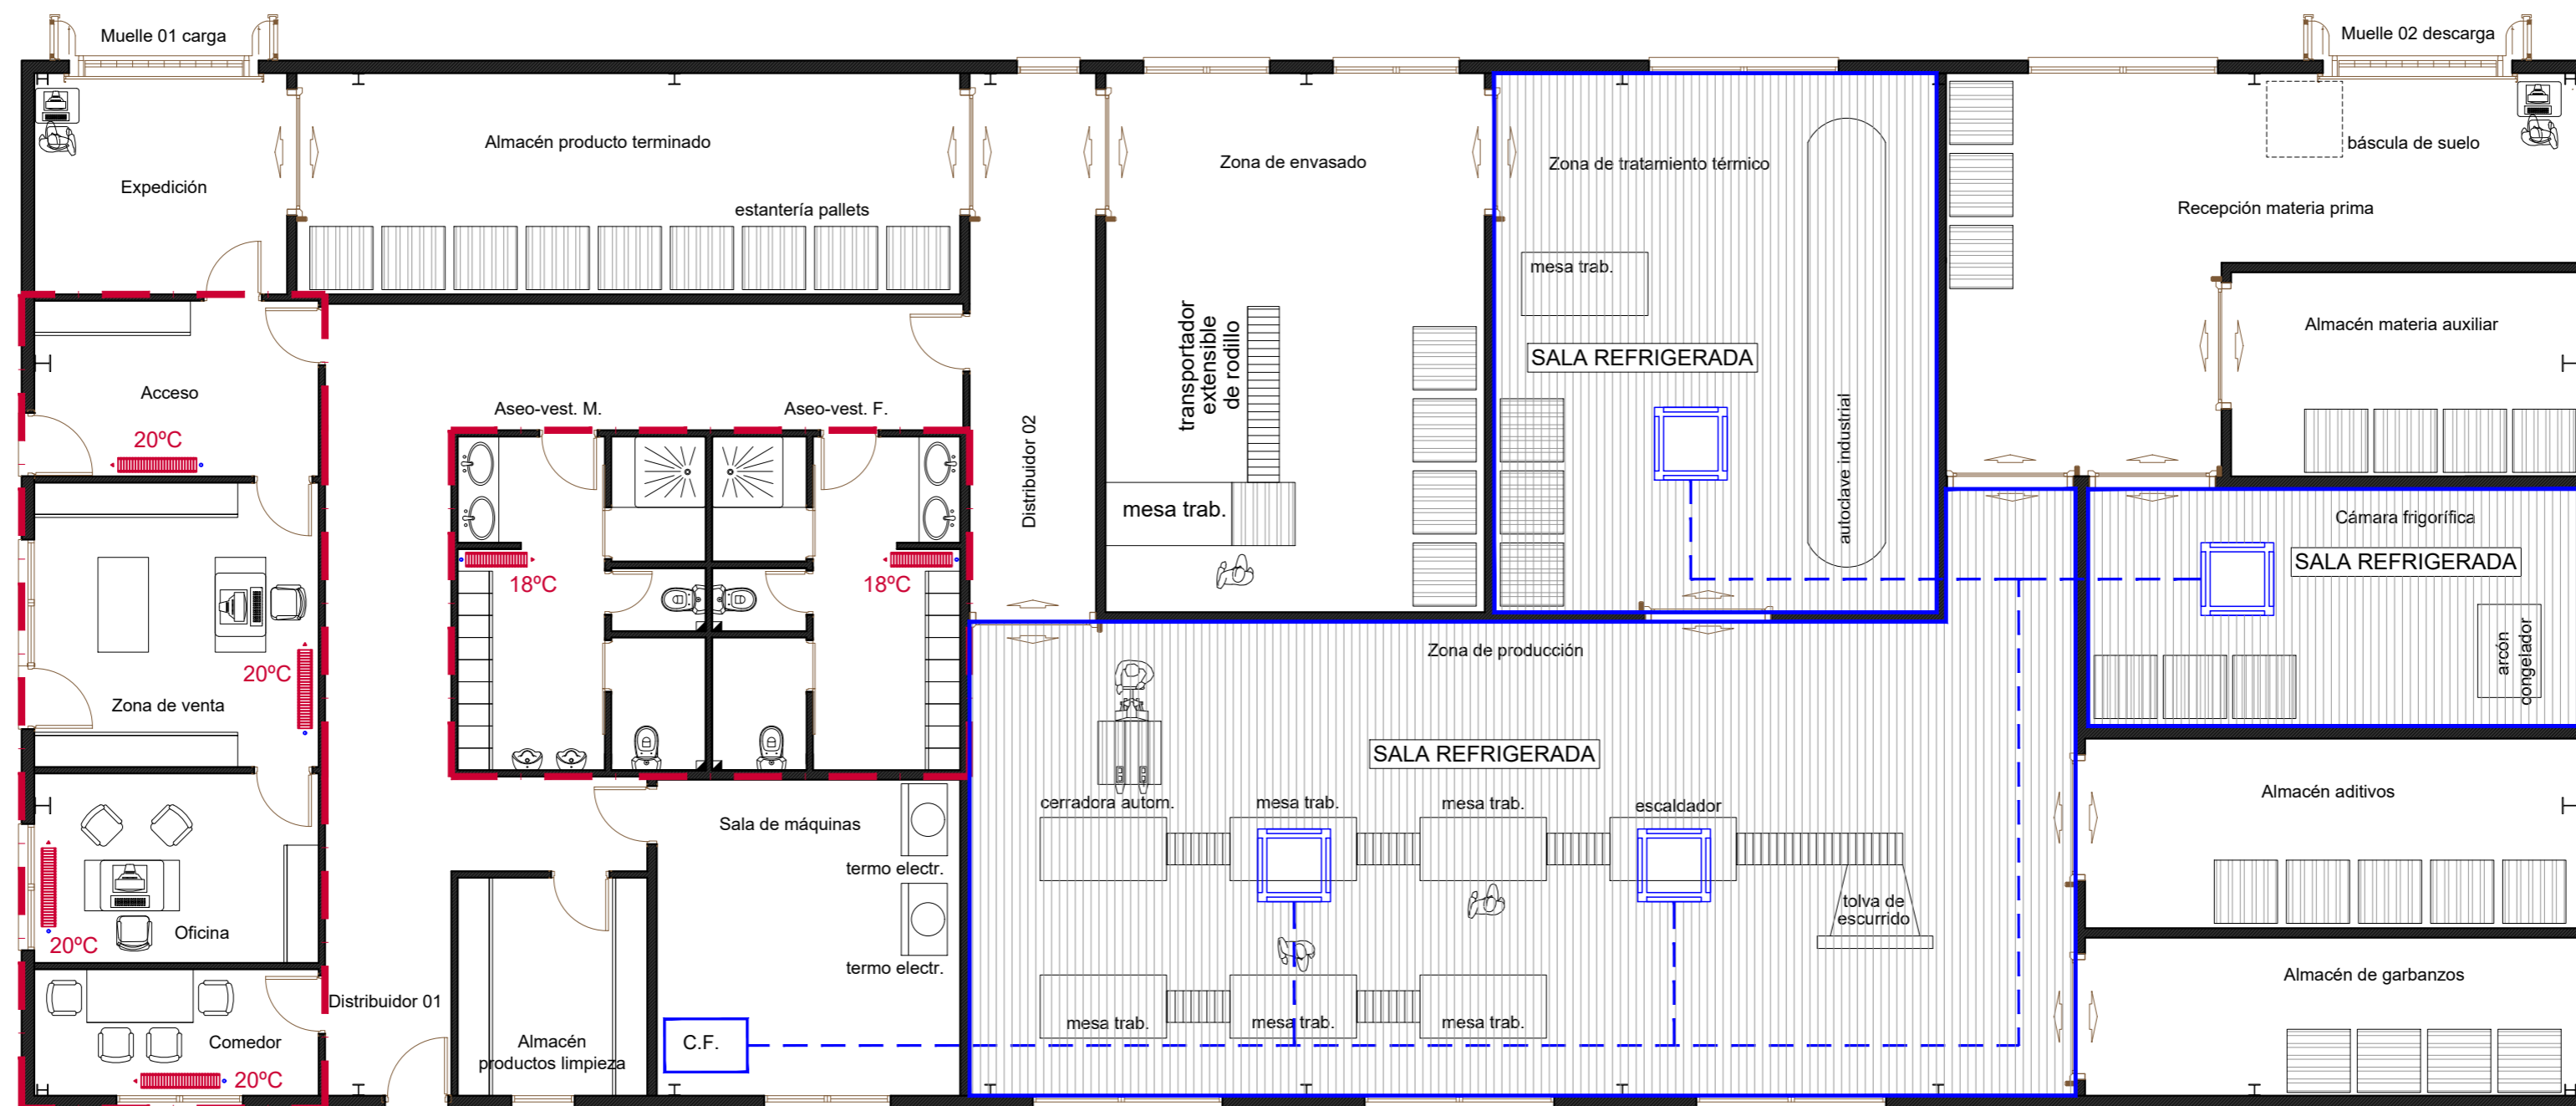 Muelle 01 carga
Muelle 02 descarga
Expedición
Almacén producto terminado
estantería pallets
Zona de envasado
Zona de tratamiento térmico
báscula de suelo
Recepción materia prima
mesa trab.
SALA REFRIGERADA
Almacén materia auxiliar
transportador
extensible
de rodillo
autoclave industrial
Acceso
20ºC
Aseo-vest. M.
Aseo-vest. F.
Distribuidor 02
mesa trab.
Cámara frigorífica
SALA REFRIGERADA
arcón
congelador
18ºC
18ºC
20ºC
Zona de venta
Zona de producción
SALA REFRIGERADA
cerradora autom.
mesa trab.
mesa trab.
escaldador
Almacén aditivos
Sala de máquinas
termo electr.
termo electr.
tolva de
escurrido
Oficina
20ºC
Almacén de garbanzos
Distribuidor 01
Comedor
20ºC
Almacén
productos limpieza
C.F.
mesa trab.
mesa trab.
mesa trab.